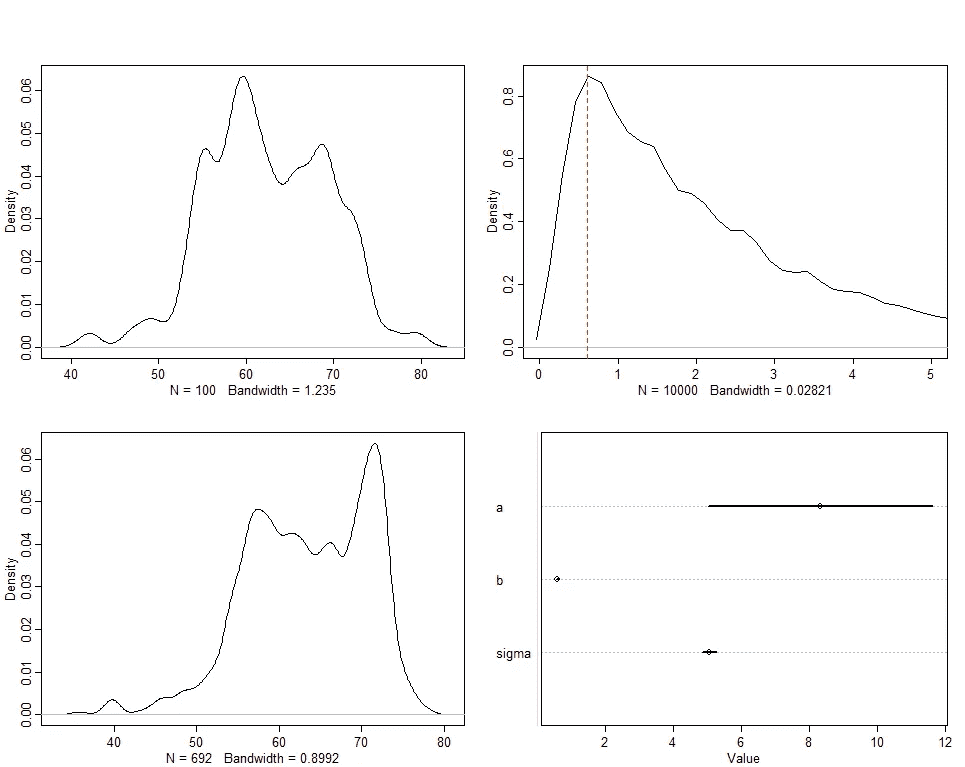 Density
0.00 0.01 0.02 0.03 0.04 0.05 0.06
40 50 60 70 80
N = 100 Bandwidth = 1.235
Density
0.0 0.2 0.4 0.6 0.8
0 1 2 3 4 5
N = 10000 Bandwidth = 0.02821
Density
0.00 0.01 0.02 0.03 0.04 0.05 0.06
40 50 60 70 80
N = 692 Bandwidth = 0.8992
a
b
sigma
2 4 6 8 10 12
Value